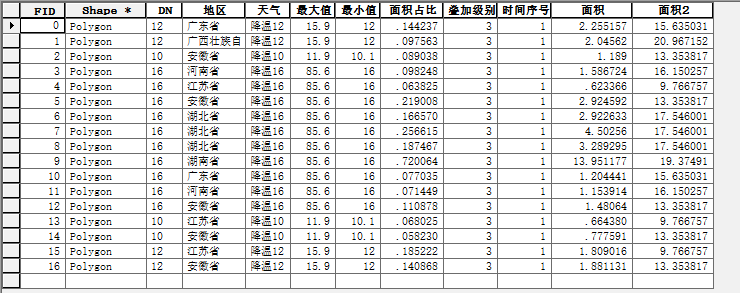 FID Shape * DN 地区 天气 最大值 最小值 面积占比 叠加级别 时间序号 面积 面积2
0 Polygon 12 广东省 降温12 15.9 12 .144237 3 1 2.255157 15.635031
1 Polygon 12 广西壮族自 降温12 15.9 12 .097563 3 1 2.04562 20.967152
2 Polygon 10 安徽省 降温10 11.9 10.1 .089038 3 1 1.189 13.353817
3 Polygon 16 河南省 降温16 85.6 16 .098248 3 1 1.586724 16.150257
4 Polygon 16 江苏省 降温16 85.6 16 .063825 3 1 .623366 9.766757
5 Polygon 16 安徽省 降温16 85.6 16 .219008 3 1 2.924592 13.353817
6 Polygon 16 湖北省 降温16 85.6 16 .166570 3 1 2.922633 17.546001
7 Polygon 16 湖北省 降温16 85.6 16 .256615 3 1 4.50256 17.546001
8 Polygon 16 湖北省 降温16 85.6 16 .187467 3 1 3.289295 17.546001
9 Polygon 16 湖南省 降温16 85.6 16 .720064 3 1 13.951177 19.37491
10 Polygon 16 广东省 降温16 85.6 16 .077035 3 1 1.204441 15.635031
11 Polygon 16 河南省 降温16 85.6 16 .071449 3 1 1.153914 16.150257
12 Polygon 16 安徽省 降温16 85.6 16 .110878 3 1 1.48064 13.353817
13 Polygon 10 江苏省 降温10 11.9 10.1 .068025 3 1 .664380 9.766757
14 Polygon 10 安徽省 降温10 11.9 10.1 .058230 3 1 .777591 13.353817
15 Polygon 12 江苏省 降温12 15.9 12 .185222 3 1 1.809016 9.766757
16 Polygon 12 安徽省 降温12 15.9 12 .140868 3 1 1.881131 13.353817